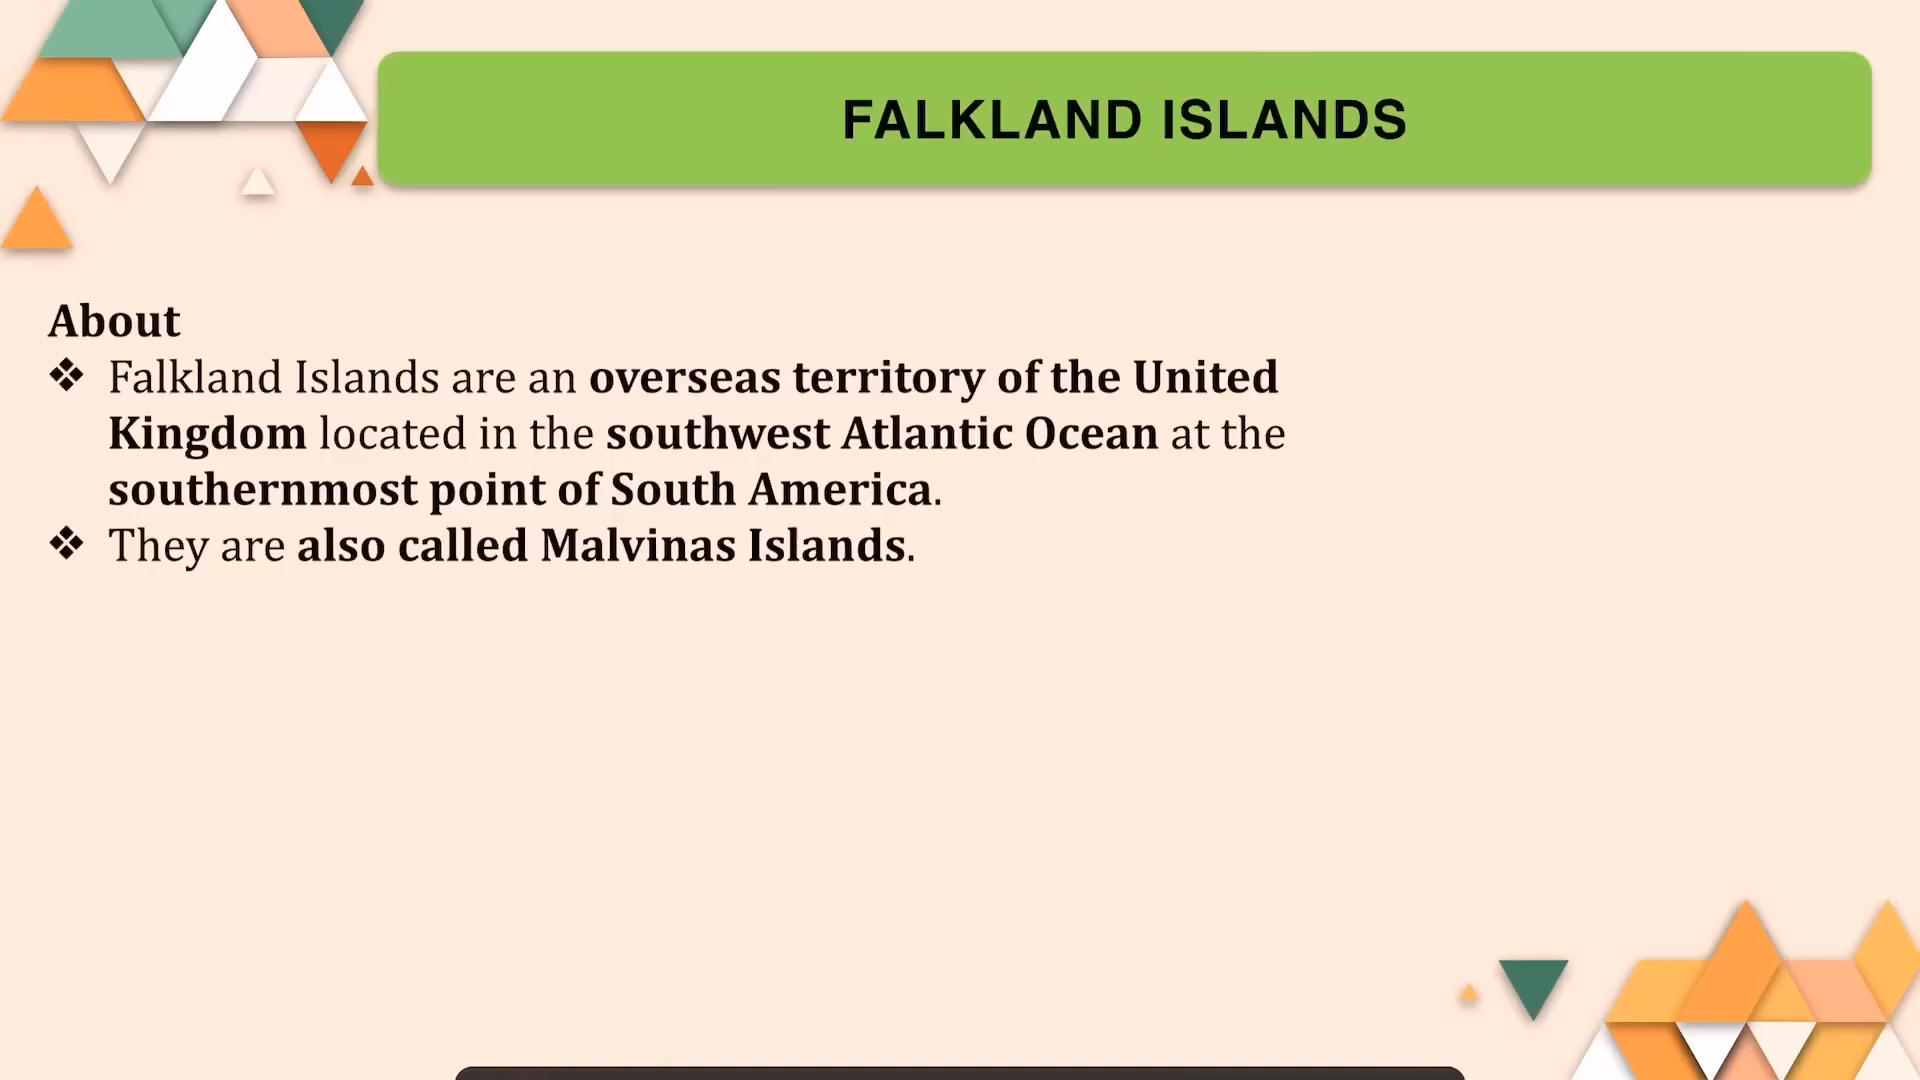 FALKLAND ISLANDS
About
❖ Falkland Islands are an overseas territory of the United
Kingdom located in the southwest Atlantic Ocean at the
southernmost point of South America.
❖ They are also called Malvinas Islands.